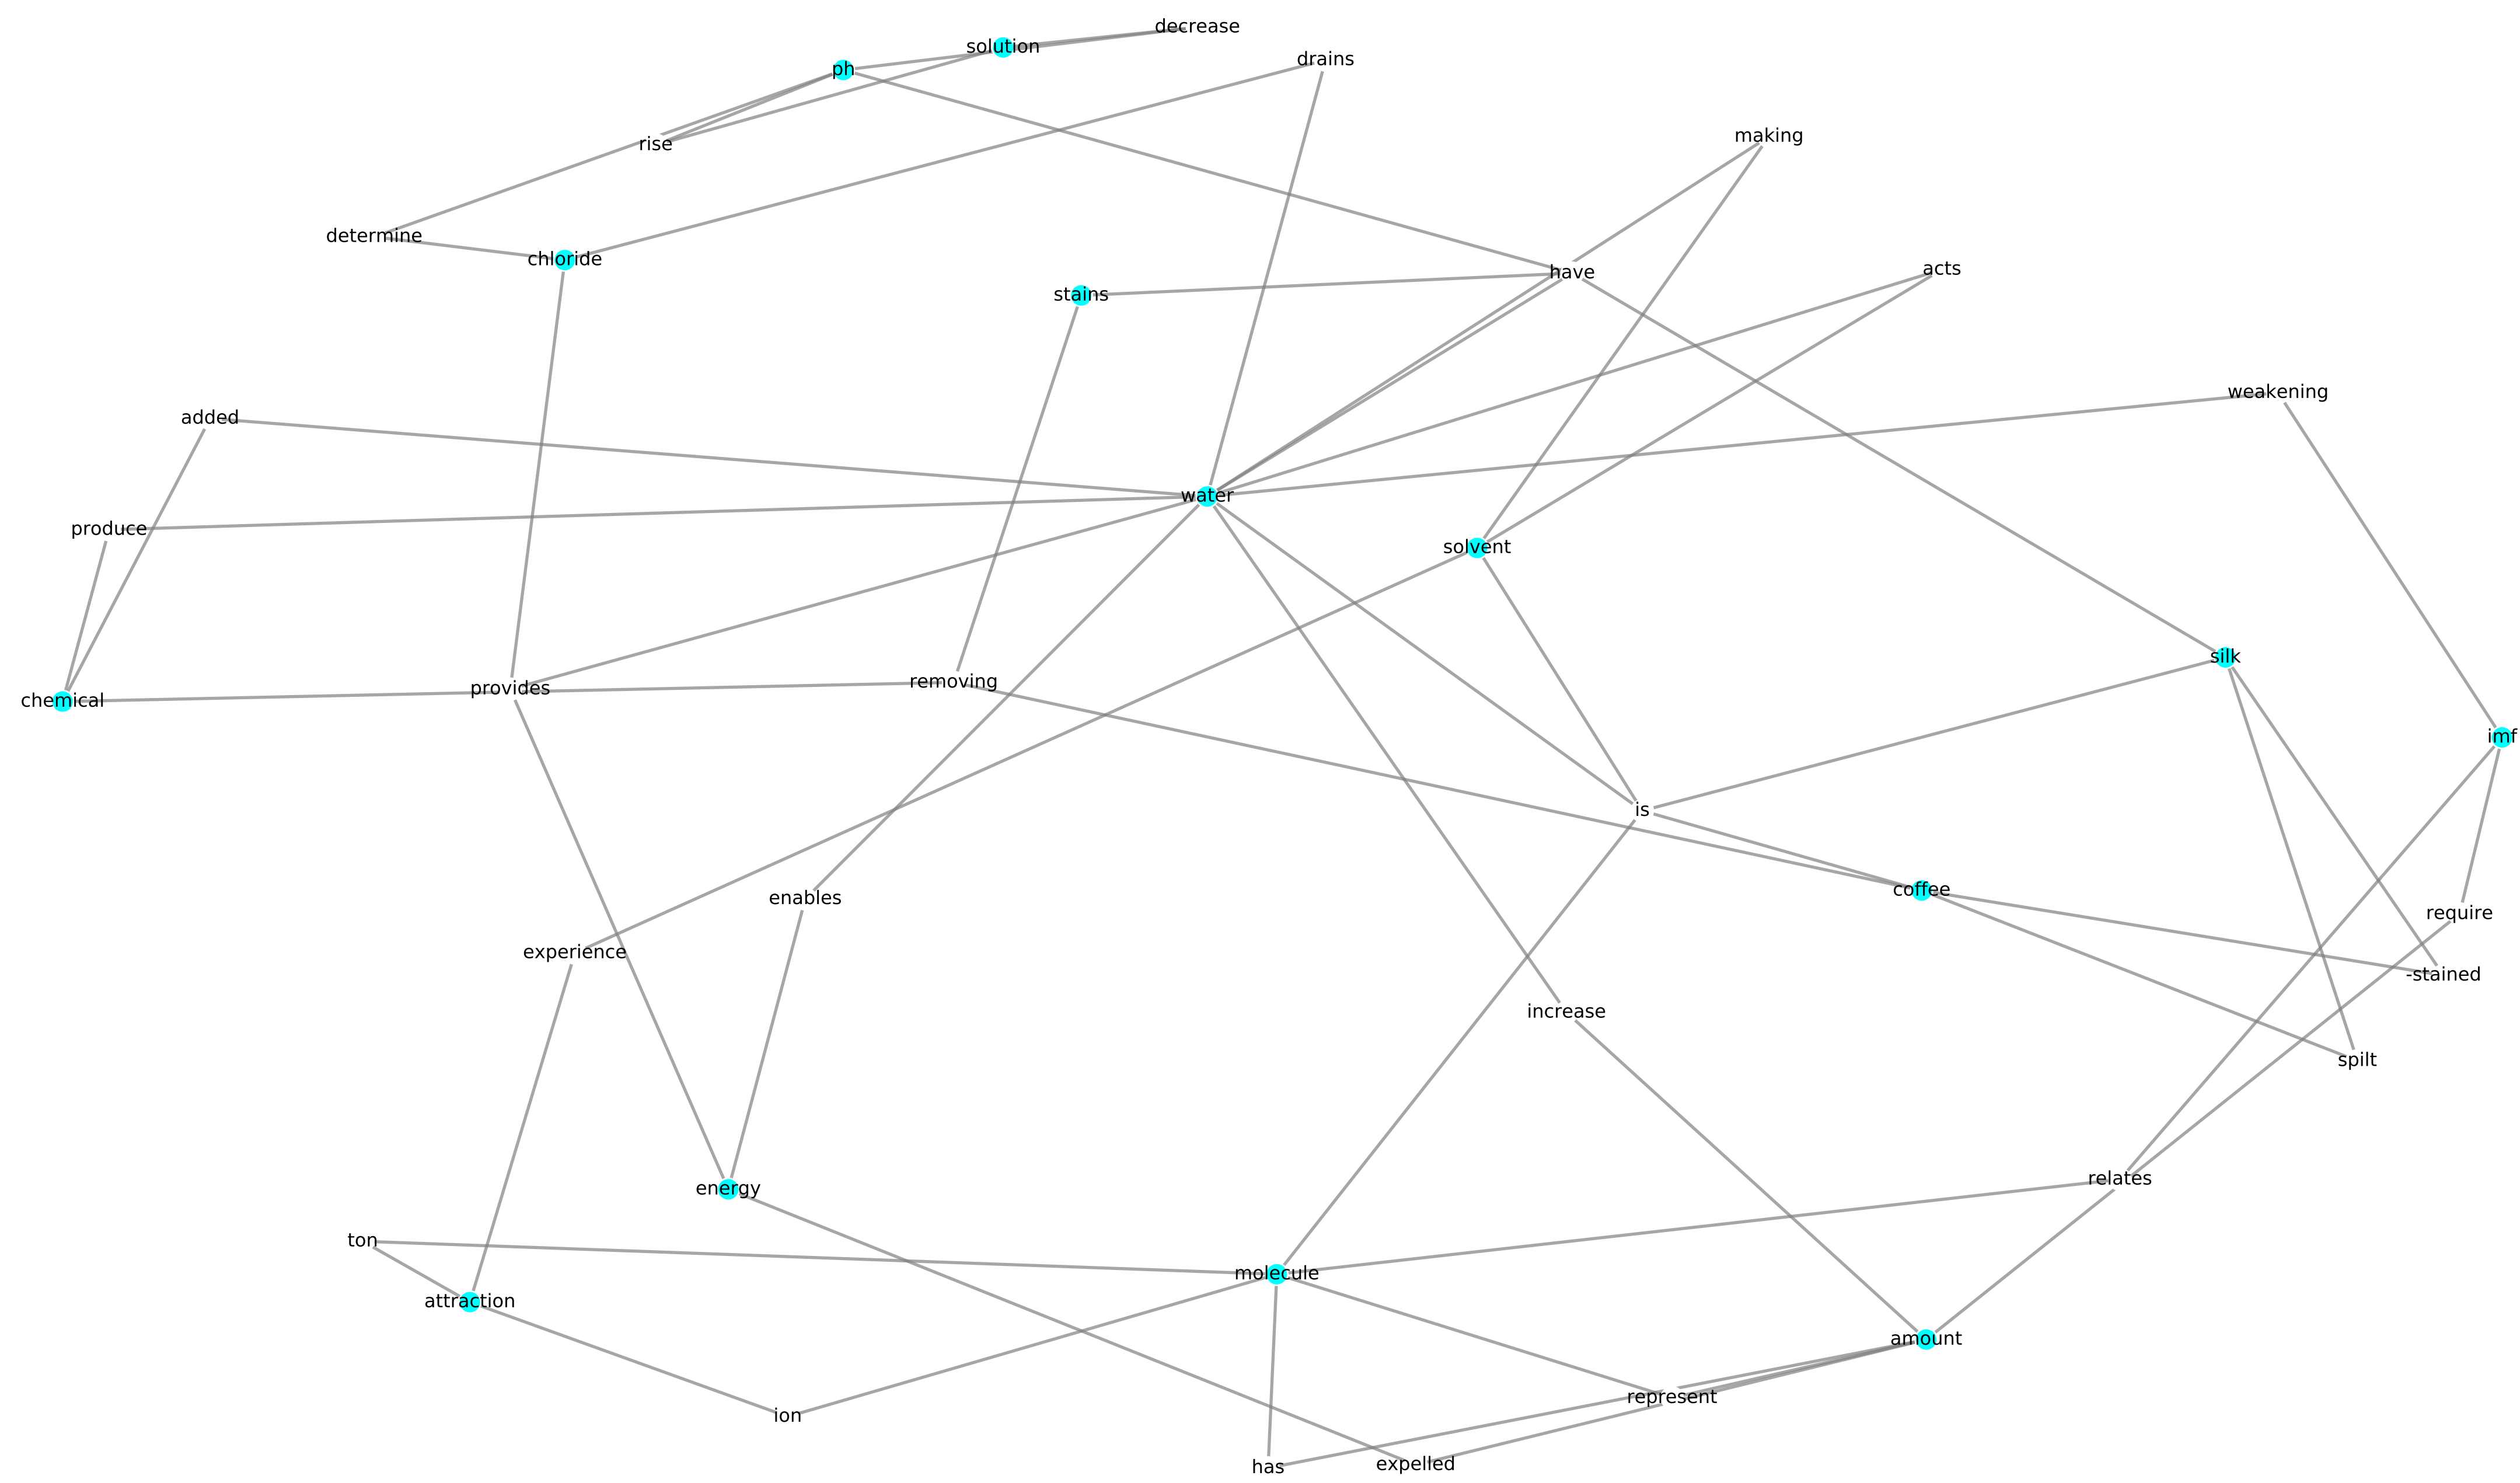 decrease
solution
drains
ph
making
rise
determine
chloride
have
acts
stains
weakening
added
water
produce
solvent
silk
removing
provides
chemical
imf
is
coffee
enables
require
experience
-stained
increase
spilt
relates
energy
ton
molecule
attraction
amount
represent
ion
expelled
has